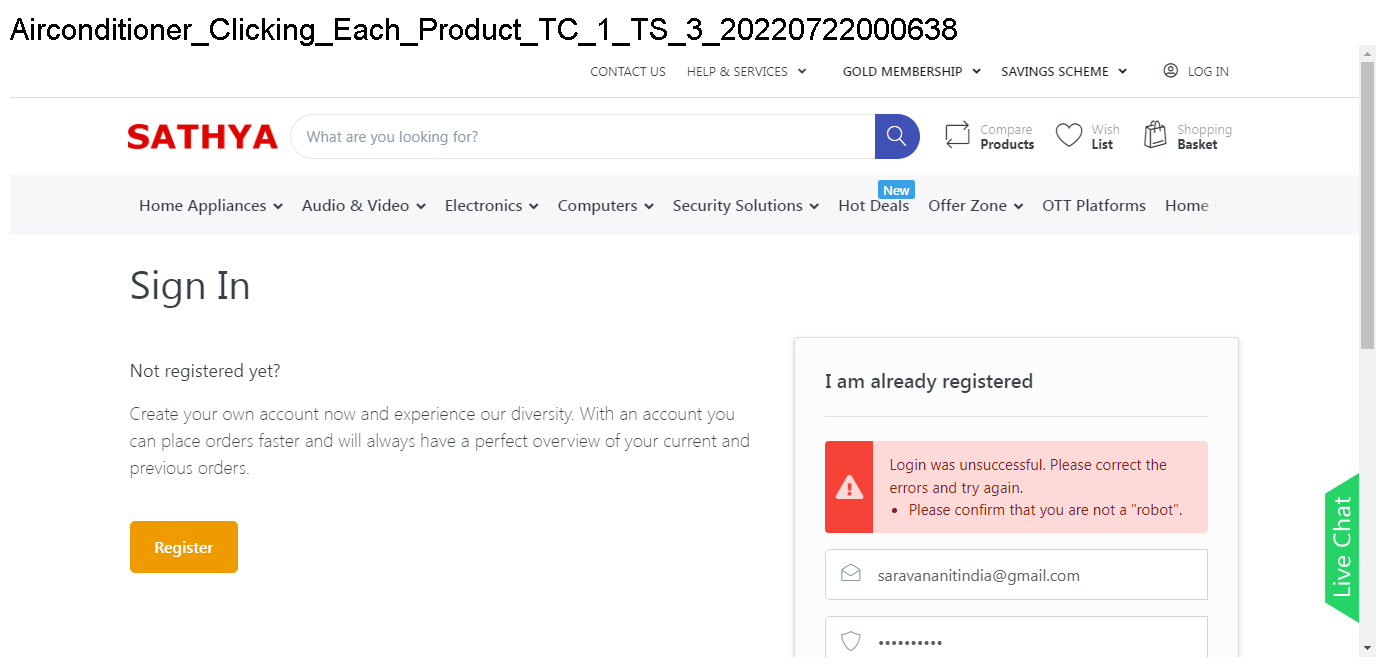 Airconditioner_Clicking_Each_Product_TC_1_TS_3_20220722000638
CONTACT US HELP & SERVICES GOLD MEMBERSHIP SAVINGS SCHEME LOG IN
SATHYA What are you looking for? Compare Products Wish List Shopping Basket
New
Home Appliances Audio & Video Electronics Computers Security Solutions Hot Deals Offer Zone OTT Platforms Home
Sign In
Not registered yet?
Create your own account now and experience our diversity. With an account you
can place orders faster and will always have a perfect overview of your current and
previous orders.
Register
I am already registered
Login was unsuccessful. Please correct the
errors and try again.
• Please confirm that you are not a "robot".
saravananitindia@gmail.com
••••••••••
Live Chat